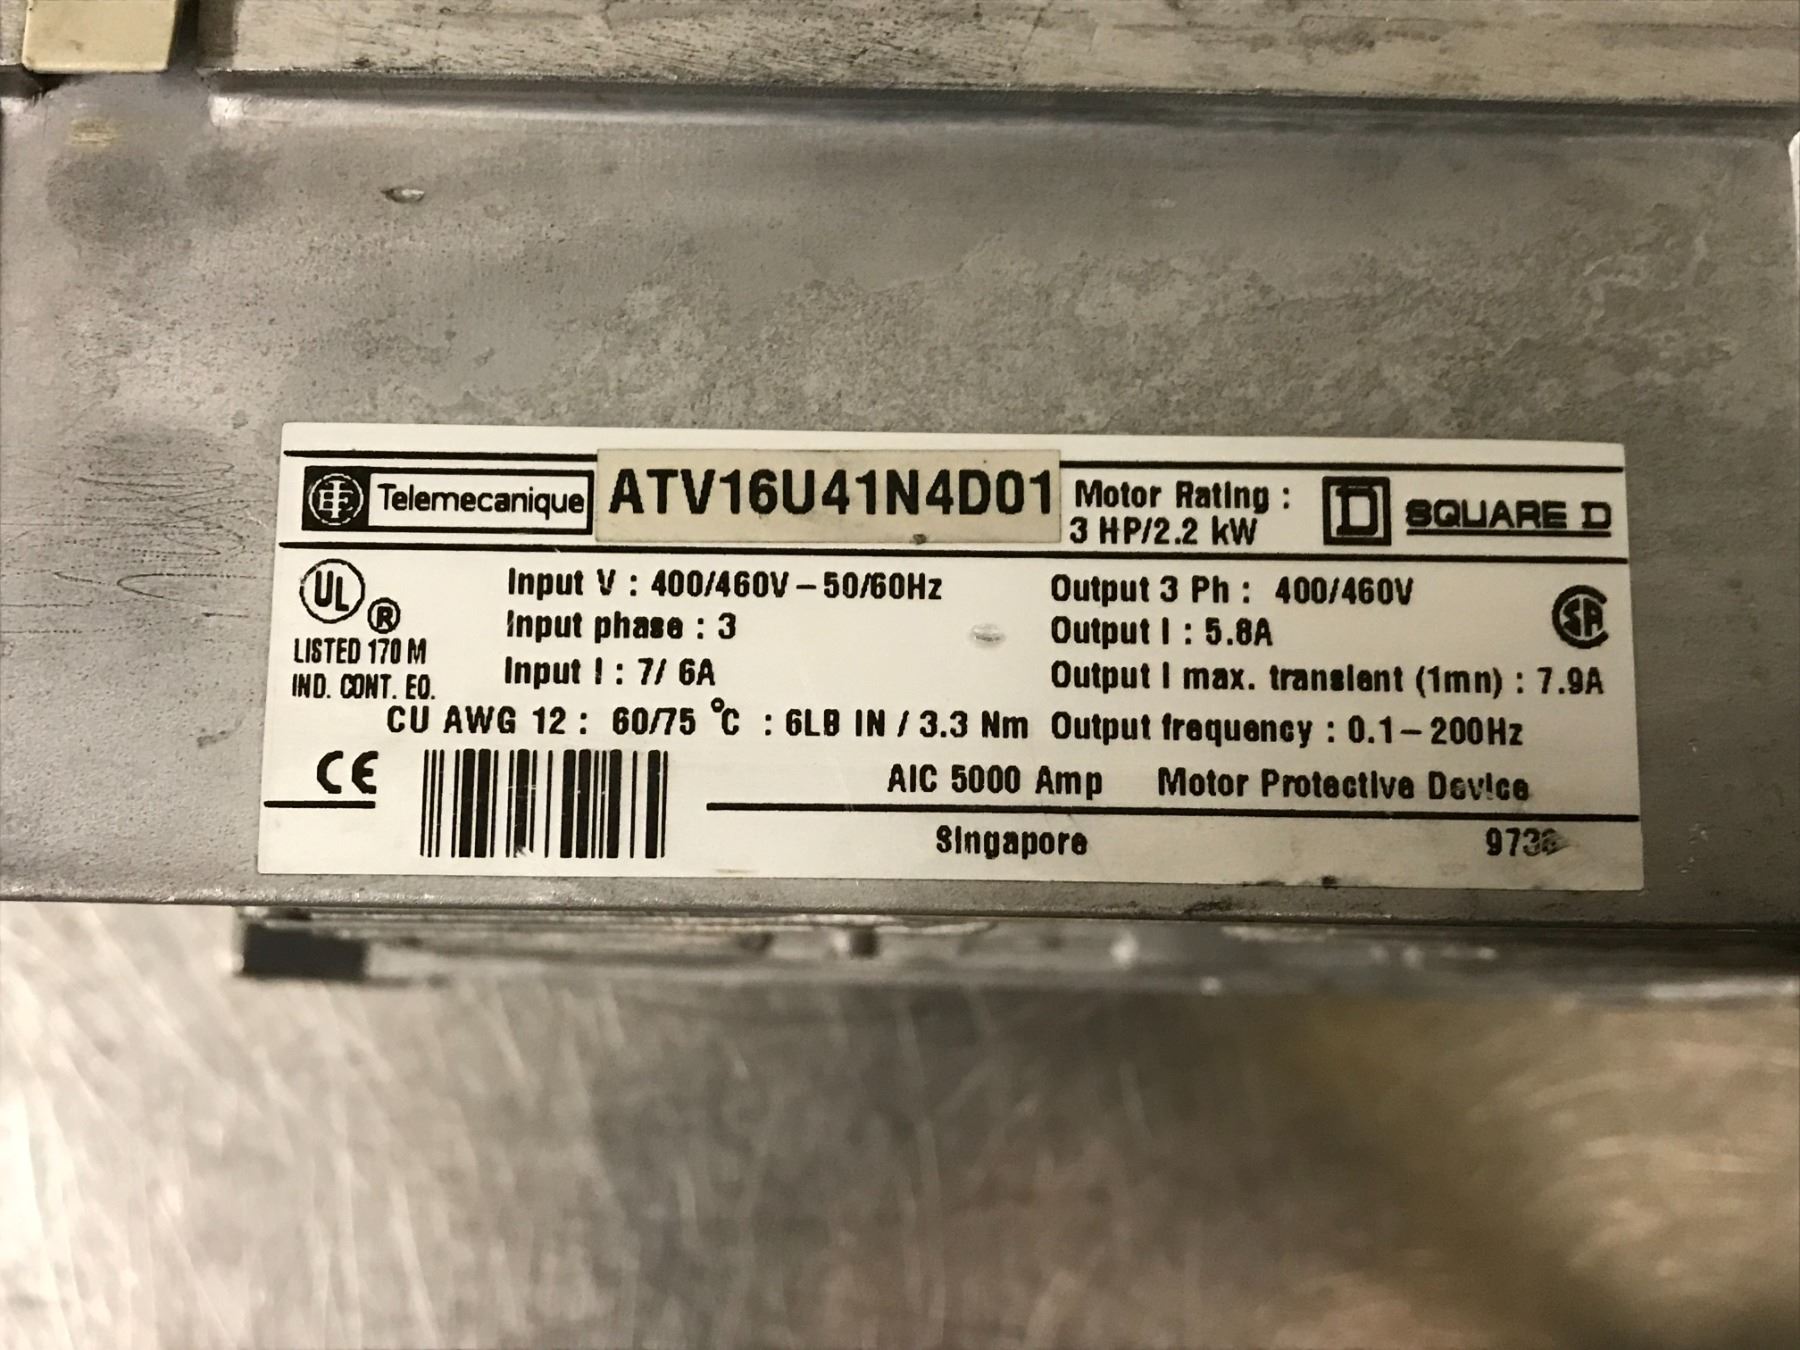 Telemecanique
ATV16U41N4D01
Motor Rating :
3 HP/2.2 kW
D
SQUARE D
UL ®
LISTED 170 M
IND. CONT. EQ.
Input V : 400/460V – 50/60Hz
Input phase : 3
Input I : 7/ 6A
CU AWG 12 : 60/75 °C : 6LB IN / 3.3 Nm
Output 3 Ph : 400/460V
Output I : 5.8A
Output I max. transient (1mn) : 7.9A
Output frequency : 0.1 – 200Hz
SA
CE
AIC 5000 Amp Motor Protective Device
Singapore